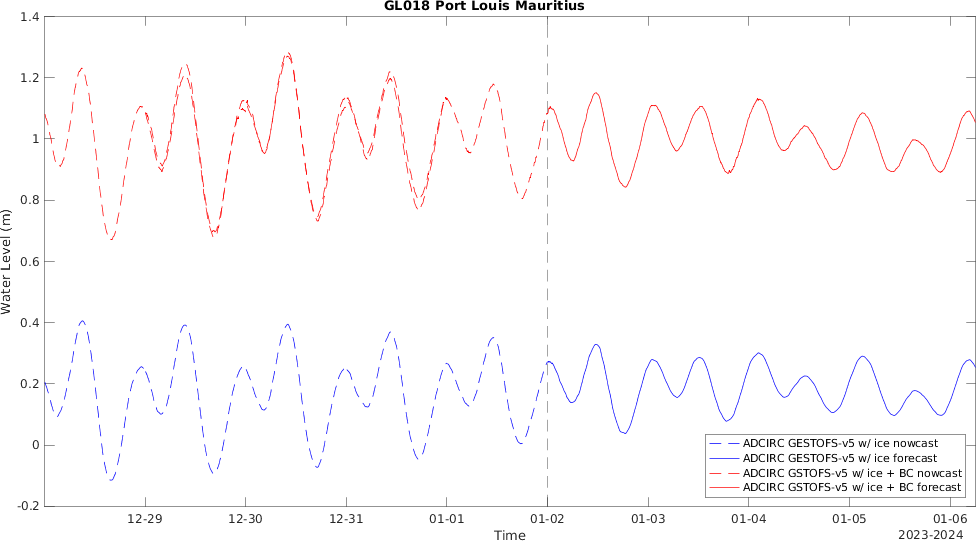 GL018 Port Louis Mauritius
Water Level (m)
1.4
1.2
1
0.8
0.6
0.4
0.2
0
-0.2
12-29
12-30
12-31
01-01
01-02
01-03
01-04
01-05
01-06
Time
2023-2024
ADCIRC GESTOFS-v5 w/ ice nowcast
ADCIRC GESTOFS-v5 w/ ice forecast
ADCIRC GSTOFS-v5 w/ ice + BC nowcast
ADCIRC GSTOFS-v5 w/ ice + BC forecast